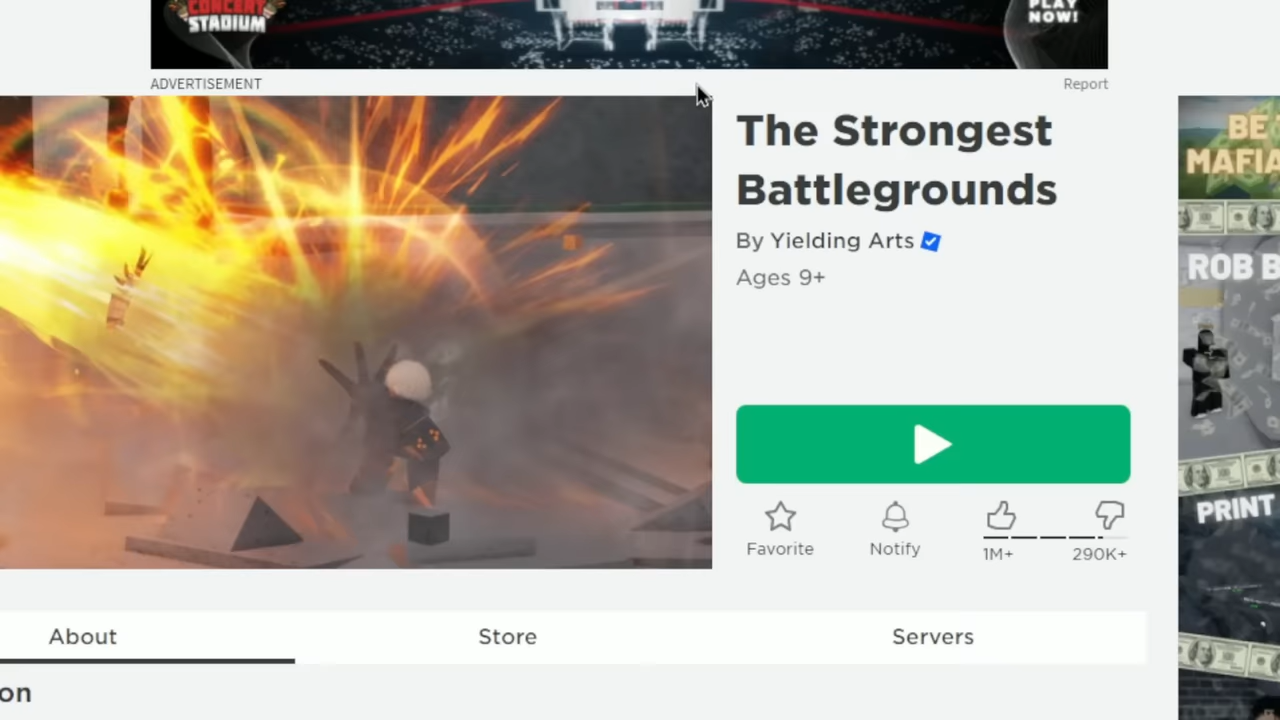 CONCERT
STADIUM
PLAY
NOW!
ADVERTISEMENT
Report
The Strongest
Battlegrounds
By Yielding Arts
Ages 9+
Favorite
Notify
1M+
290K+
About
Store
Servers
on
BE
MAFIA
ROB B
PRINT